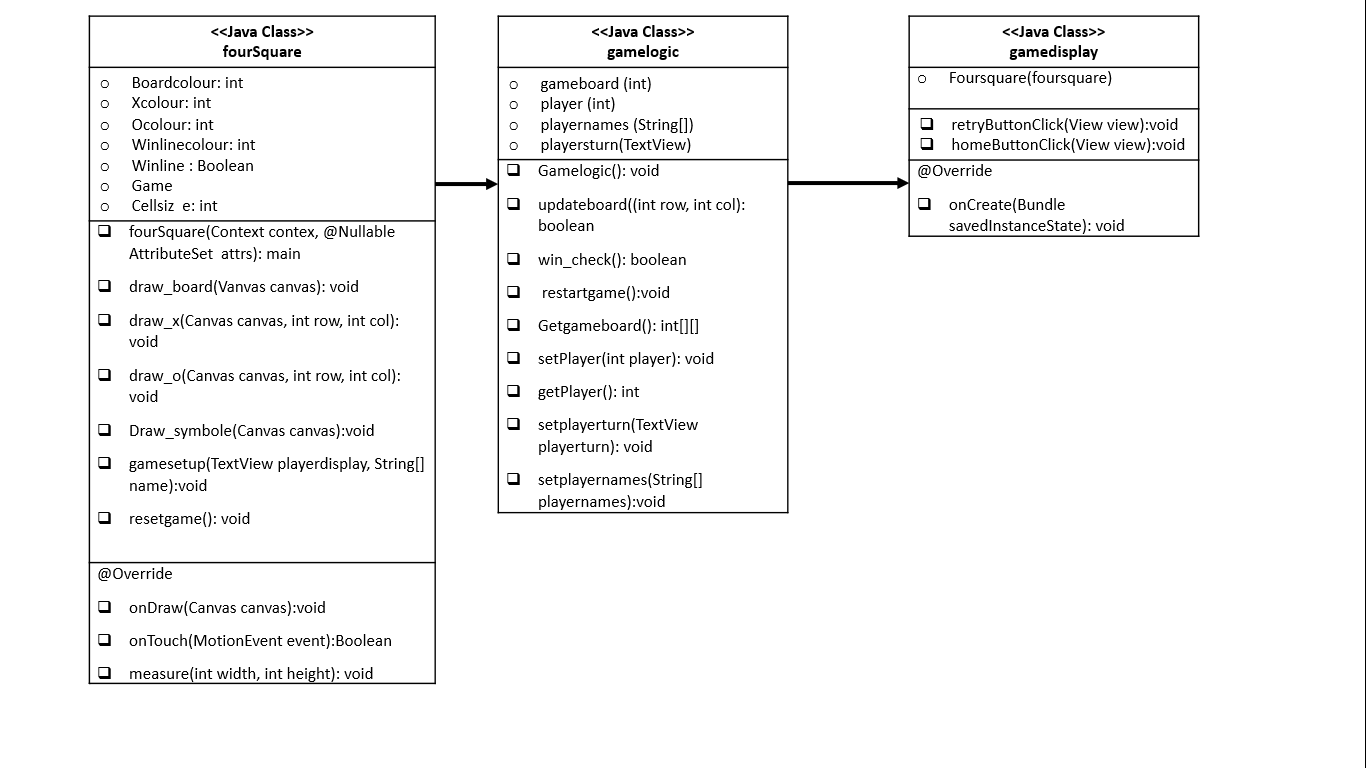 <<Java Class>>
fourSquare
Boardcolour: int
Xcolour: int
Ocolour: int
Winlinecolour: int
Winline : Boolean
Game
Cellsiz  e: int
fourSquare(Context contex, @Nullable
AttributeSet  attrs): main
draw_board(Vanvas canvas): void
draw_x(Canvas canvas, int row, int col):
void
draw_o(Canvas canvas, int row, int col):
void
Draw_symbole(Canvas canvas):void
gamesetup(TextView playerdisplay, String[]
name):void
resetgame(): void
@Override
onDraw(Canvas canvas):void
onTouch(MotionEvent event):Boolean
measure(int width, int height): void
<<Java Class>>
gamelogic
gameboard (int)
player (int)
playernames (String[])
playersturn(TextView)
Gamelogic(): void
updateboard((int row, int col):
boolean
win_check(): boolean
restartgame():void
Getgameboard(): int[][]
setPlayer(int player): void
getPlayer(): int
setplayerturn(TextView
playerturn): void
setplayernames(String[]
playernames):void
<<Java Class>>
gamedisplay
Foursquare(foursquare)
retryButtonClick(View view):void
homeButtonClick(View view):void
@Override
onCreate(Bundle
savedInstanceState): void